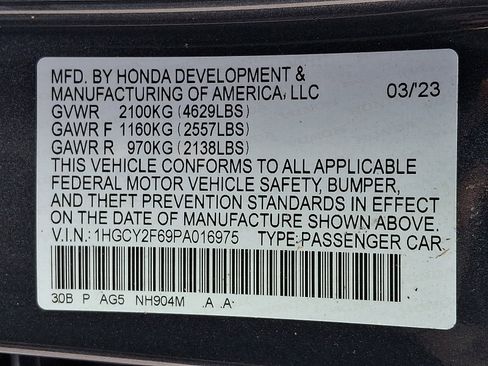 MFD. BY HONDA DEVELOPMENT &
MANUFACTURING OF AMERICA, LLC 03/'23
GVWR 2100KG (4629LBS)
GAWR F 1160KG (2557LBS)
GAWR R 970KG (2138LBS)
THIS VEHICLE CONFORMS TO ALL APPLICABLE
FEDERAL MOTOR VEHICLE SAFETY, BUMPER,
AND THEFT PREVENTION STANDARDS IN EFFECT
ON THE DATE OF MANUFACTURE SHOWN ABOVE.
V.I.N.: 1HGCY2F69PA016975 TYPE: PASSENGER CAR
30B P AG5 NH904M .A .A